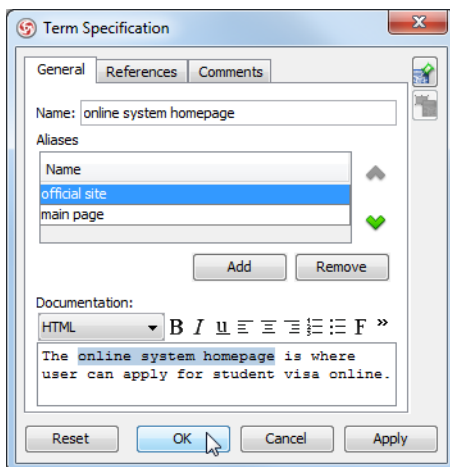 Term Specification
General References Comments
Name: online system homepage
Aliases
Name
official site
main page
Add Remove
Documentation:
HTML B I u F »
The online system homepage is where
user can apply for student visa online.
Reset OK Cancel Apply